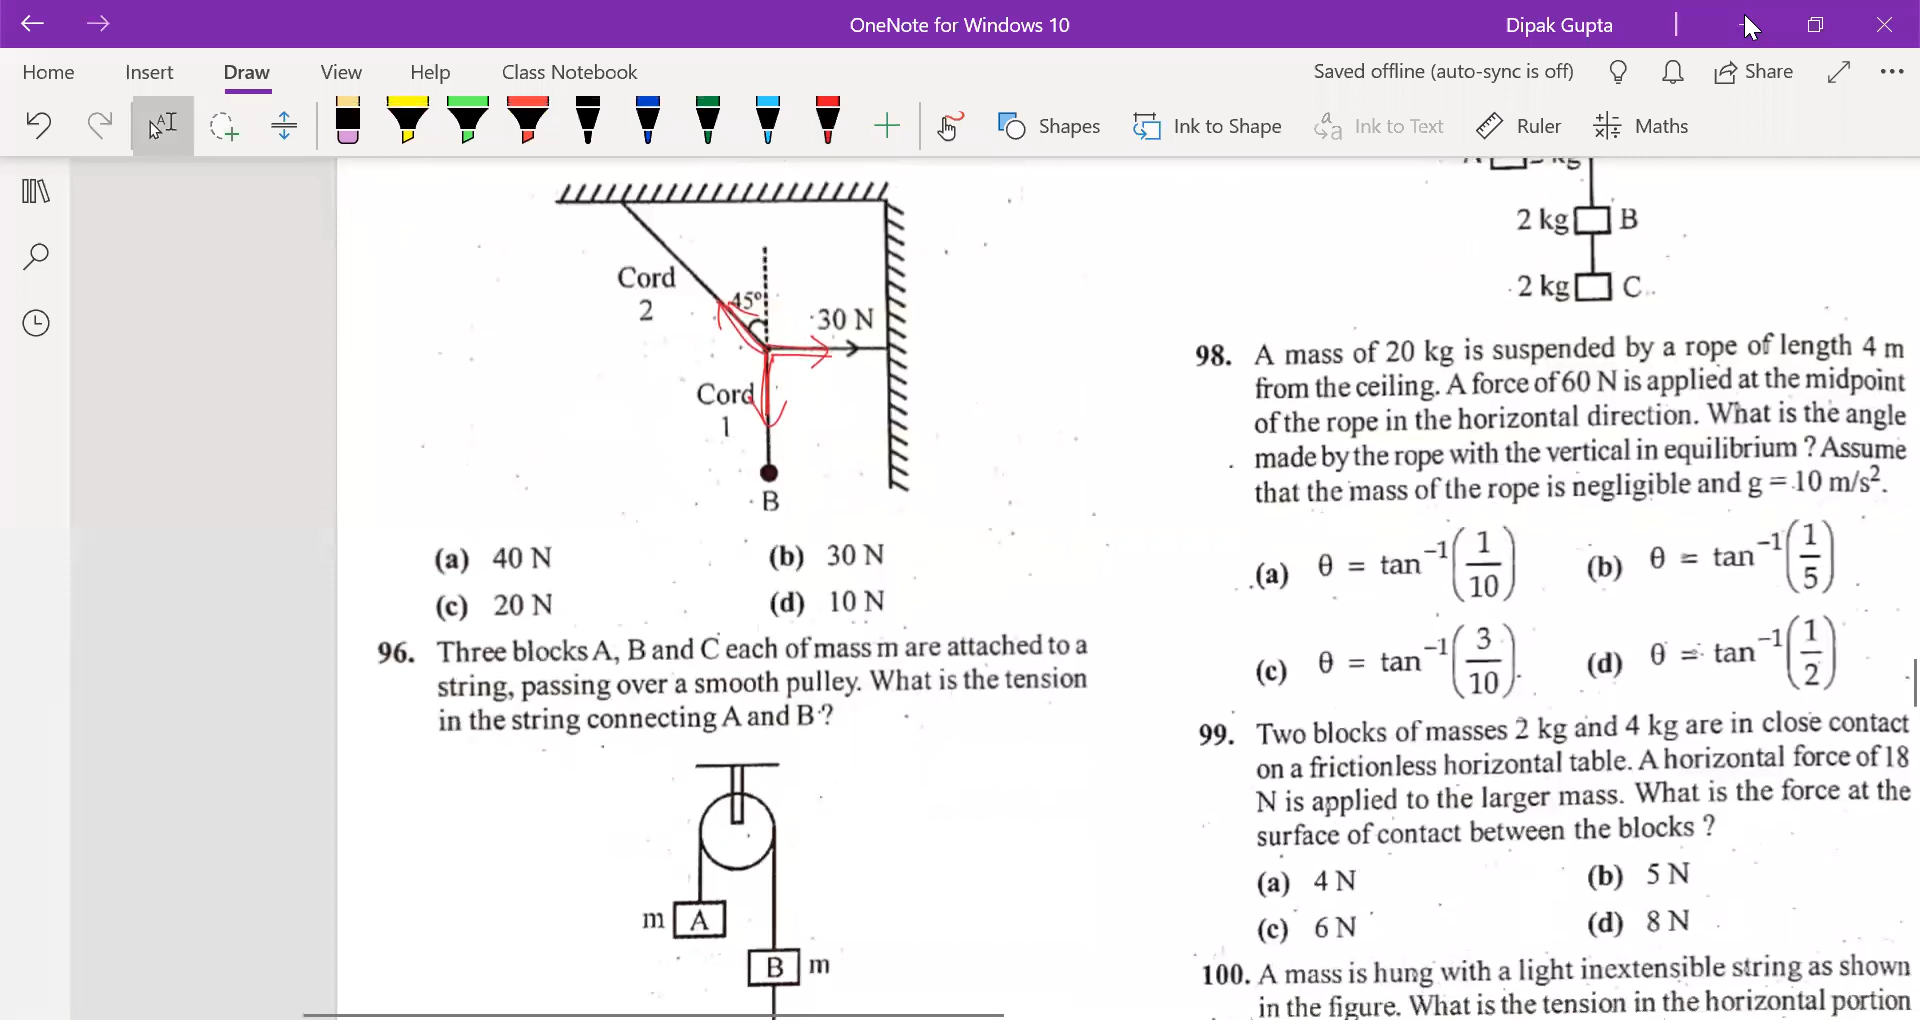 OneNote for Windows 10
Dipak Gupta
Home Insert Draw View Help Class Notebook
Saved offline (auto-sync is off) Share
Shapes Ink to Shape Ink to Text Ruler Maths
Cord
2
45°
30 N
Cord
1
B
(a) 40 N (b) 30 N
(c) 20 N (d) 10 N
96. Three blocks A, B and C each of mass m are attached to a
string, passing over a smooth pulley. What is the tension
in the string connecting A and B ?
m A
B m
2 kg B
2 kg C
98. A mass of 20 kg is suspended by a rope of length 4 m
from the ceiling. A force of 60 N is applied at the midpoint
of the rope in the horizontal direction. What is the angle
made by the rope with the vertical in equilibrium ? Assume
that the mass of the rope is negligible and g = 10 m/s².
(a) θ = tan⁻¹(1/10) (b) θ = tan⁻¹(1/5)
(c) θ = tan⁻¹(3/10) (d) θ = tan⁻¹(1/2)
99. Two blocks of masses 2 kg and 4 kg are in close contact
on a frictionless horizontal table. A horizontal force of 18
N is applied to the larger mass. What is the force at the
surface of contact between the blocks ?
(a) 4 N (b) 5 N
(c) 6 N (d) 8 N
100. A mass is hung with a light inextensible string as shown
in the figure. What is the tension in the horizontal portion